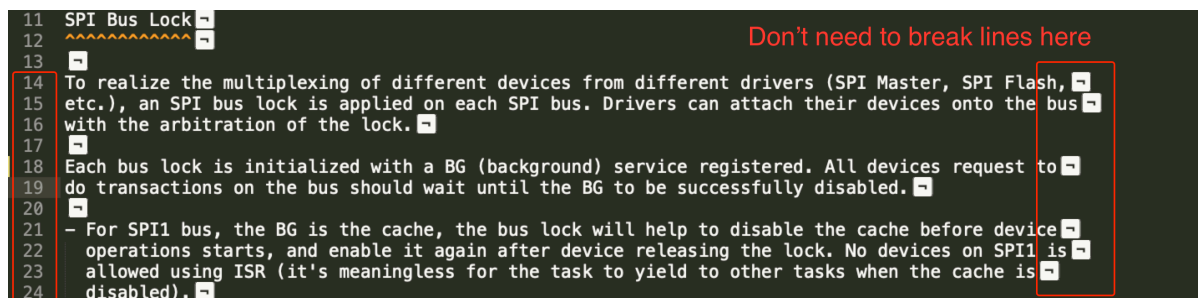 11 SPI Bus Lock¬
Don't need to break lines here
12 ^^^^^^^^^^^^¬
13 ¬
14 To realize the multiplexing of different devices from different drivers (SPI Master, SPI Flash,¬
15 etc.), an SPI bus lock is applied on each SPI bus. Drivers can attach their devices onto the bus¬
16 with the arbitration of the lock.¬
17 ¬
18 Each bus lock is initialized with a BG (background) service registered. All devices request to¬
19 do transactions on the bus should wait until the BG to be successfully disabled.¬
20 ¬
21 - For SPI1 bus, the BG is the cache, the bus lock will help to disable the cache before device¬
22 operations starts, and enable it again after device releasing the lock. No devices on SPI1 is¬
23 allowed using ISR (it's meaningless for the task to yield to other tasks when the cache is¬
24 disabled).¬